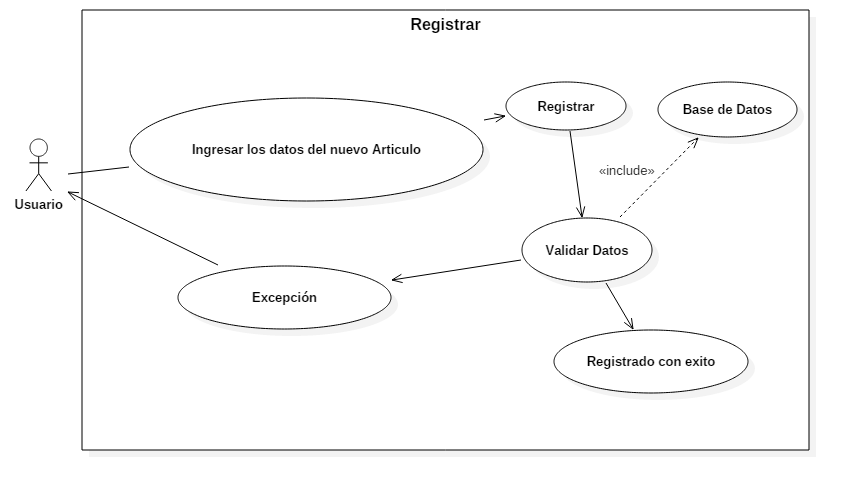 Registrar
Registrar
Base de Datos
Ingresar los datos del nuevo Articulo
«include»
Usuario
Validar Datos
Excepción
Registrado con exito